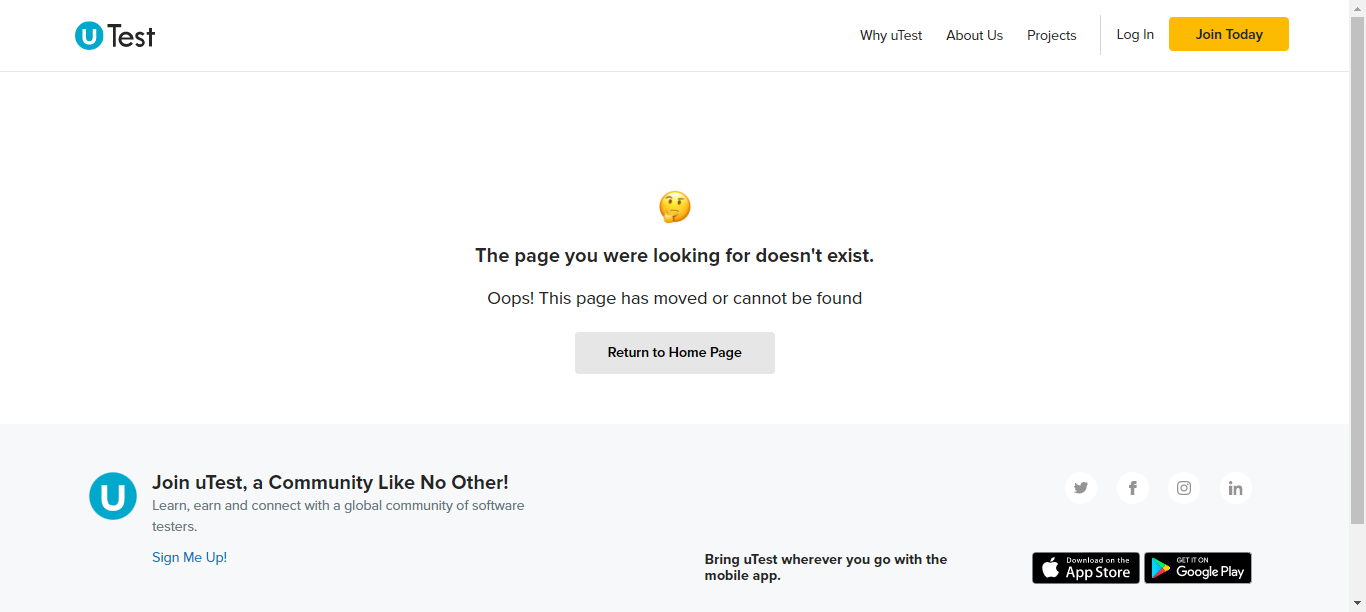 uTest
Why uTest
About Us
Projects
Log In
Join Today
The page you were looking for doesn't exist.
Oops! This page has moved or cannot be found
Return to Home Page
U
Join uTest, a Community Like No Other!
Learn, earn and connect with a global community of software
testers.
Sign Me Up!
Bring uTest wherever you go with the
mobile app.
Download on the
App Store
GET IT ON
Google Play